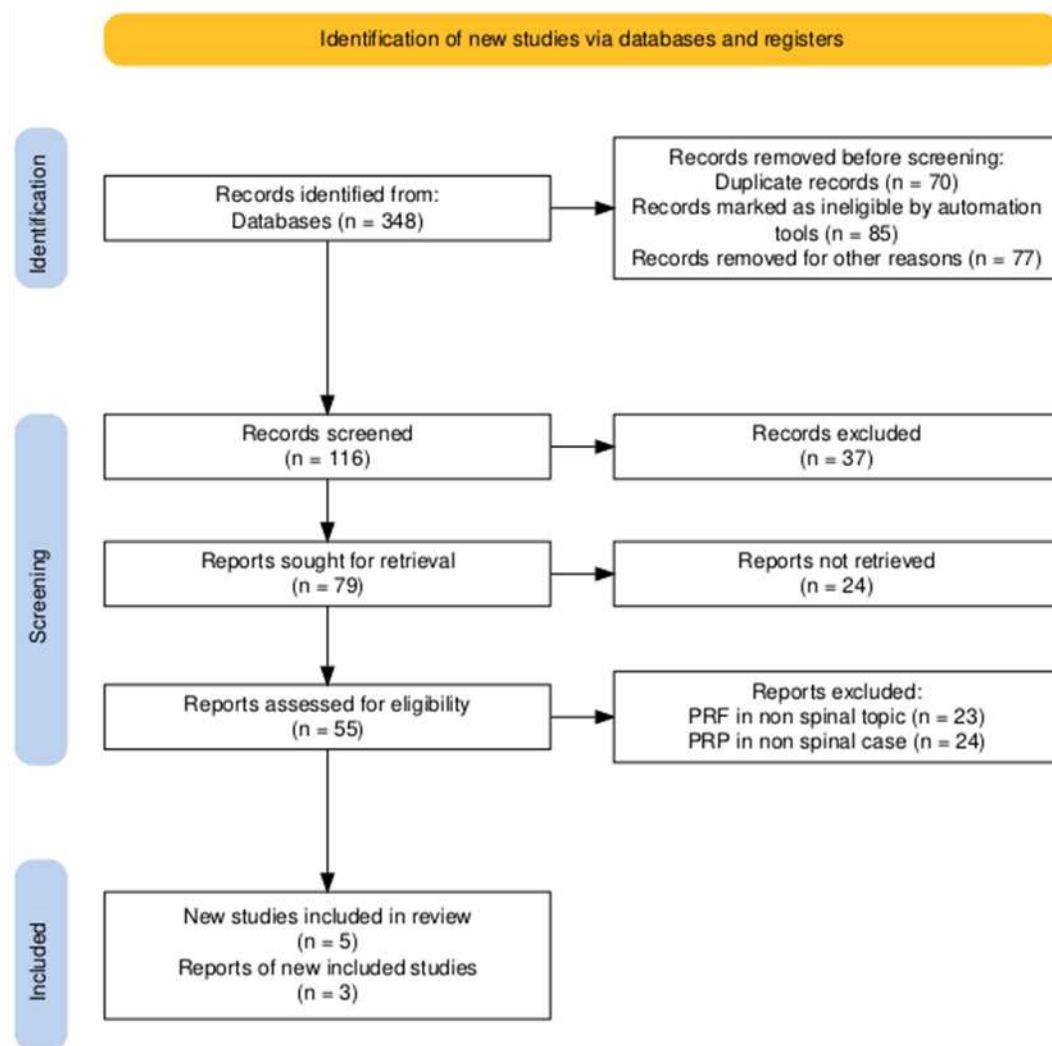 Identification of new studies via databases and registers
Identification
Records identified from:
Databases (n = 348)
Records removed before screening:
Duplicate records (n = 70)
Records marked as ineligible by automation
tools (n = 85)
Records removed for other reasons (n = 77)
Screening
Records screened
(n = 116)
Records excluded
(n = 37)
Reports sought for retrieval
(n = 79)
Reports not retrieved
(n = 24)
Reports assessed for eligibility
(n = 55)
Reports excluded:
PRF in non spinal topic (n = 23)
PRP in non spinal case (n = 24)
Included
New studies included in review
(n = 5)
Reports of new included studies
(n = 3)